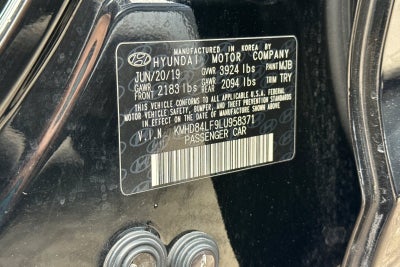 MANUFACTURED IN KOREA BY
HYUNDAI MOTOR COMPANY
JUN/20/19 GVWR 3924 lbs PAINT MJB
GAWR FRONT 2183 lbs GAWR REAR 2094 lbs TRIM TRY
THIS VEHICLE CONFORMS TO ALL APPLICABLE U.S.A. FEDERAL
MOTOR VEHICLE SAFETY, BUMPER, AND THEFT PREVENTION STANDARDS
IN EFFECT ON THE DATE OF MANUFACTURE SHOWN ABOVE.
V.I.N. : KMHD84LF9LU958371
PASSENGER CAR